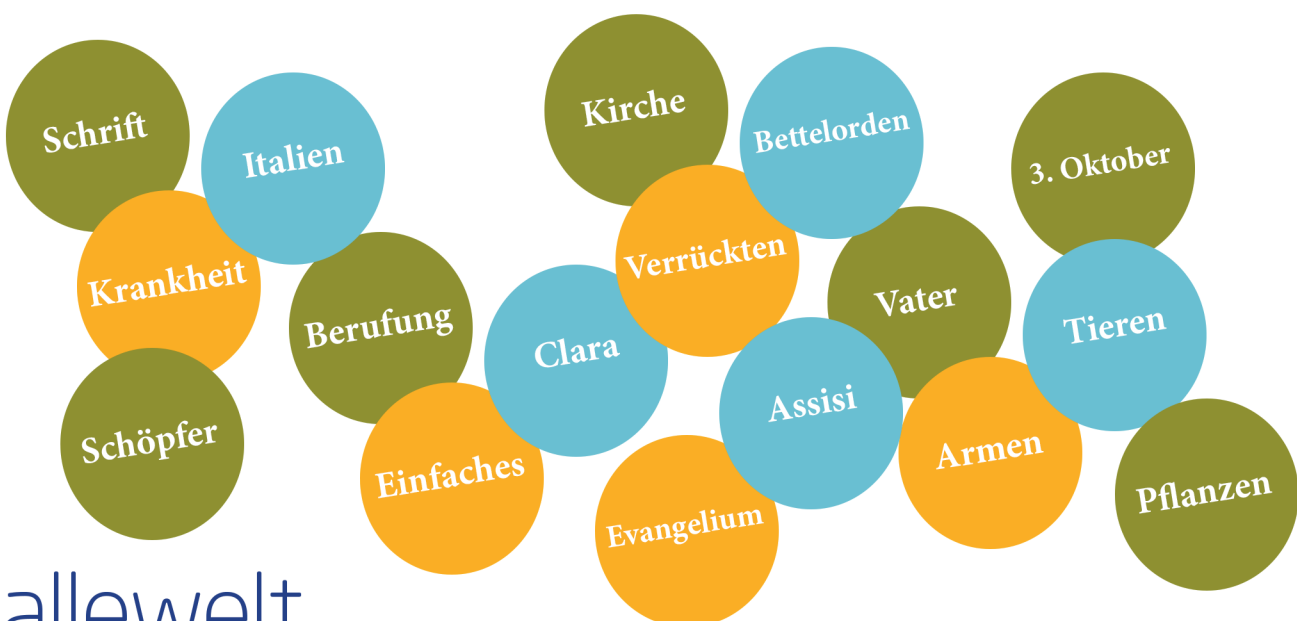 Schrift
Italien
Krankheit
Berufung
Schöpfer
Einfaches
Clara
Kirche
Bettelorden
Verrückten
Vater
Assisi
Evangelium
3. Oktober
Tieren
Armen
Pflanzen
allewelt